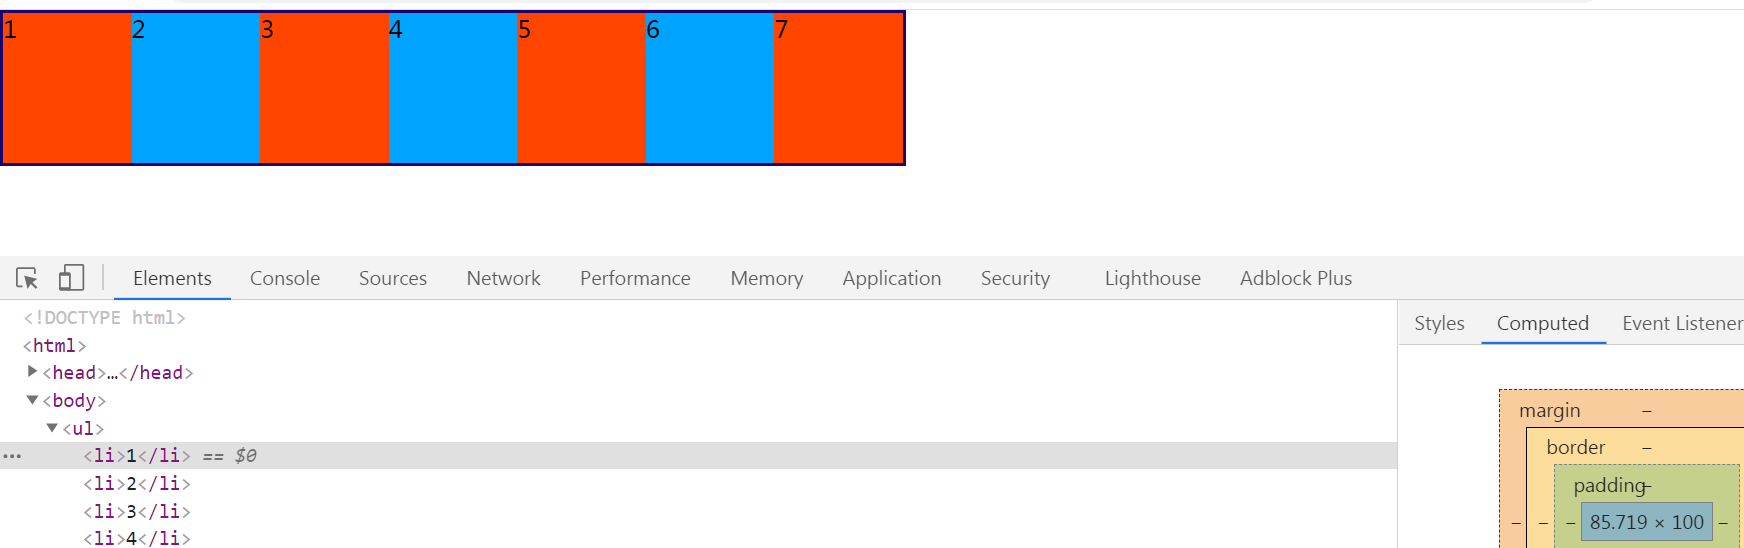 1 2 3 4 5 6 7
Elements Console Sources Network Performance Memory Application Security Lighthouse Adblock Plus
<!DOCTYPE html>
<html>
<head>…</head>
<body>
<ul>
<li>1</li> == $0
<li>2</li>
<li>3</li>
<li>4</li>
Styles Computed Event Listener
margin –
border –
padding –
– – – 85.719 × 100 –